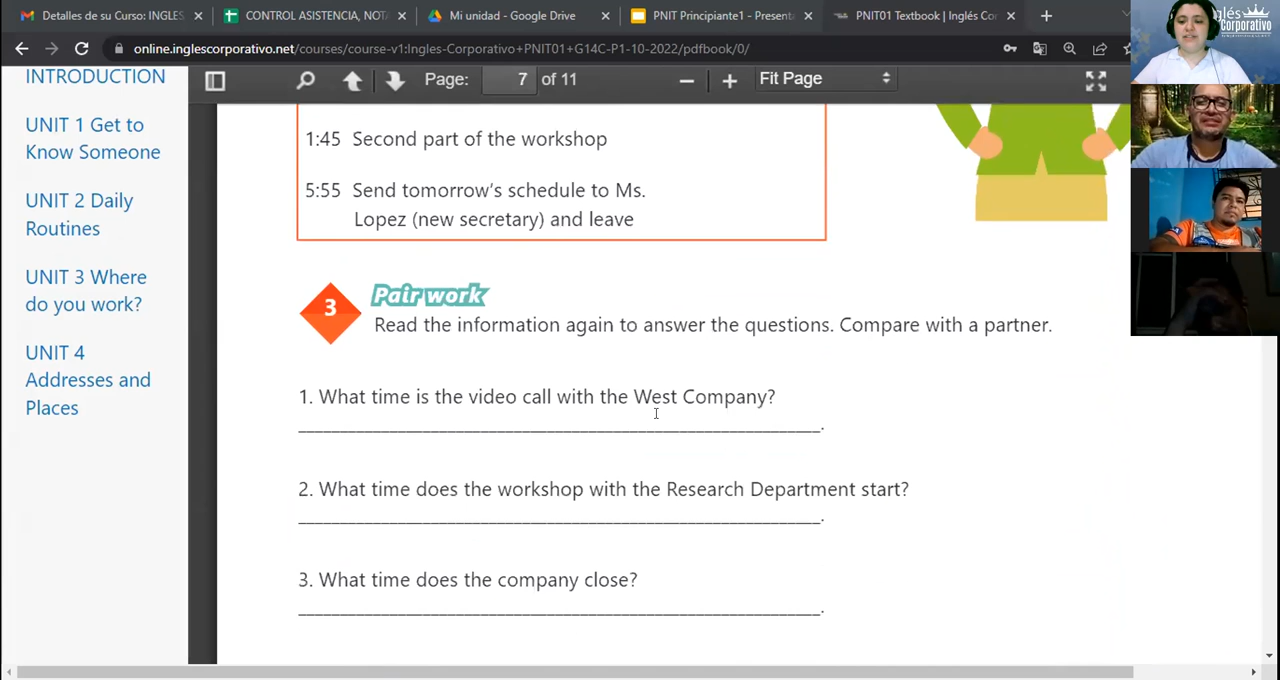 Detalles de su Curso: INGLES,
CONTROL ASISTENCIA, NOT
Mi unidad - Google Drive
PNIT Principiante1 - Presenta
PNIT01 Textbook | Inglés Co
online.inglescorporativo.net/courses/course-v1:Ingles-Corporativo+PNIT01+G14C-P1-10-2022/pdfbook/0/
Inglés
Corporativo
Page: 7 of 11
Fit Page
INTRODUCTION
UNIT 1 Get to
Know Someone
UNIT 2 Daily
Routines
UNIT 3 Where
do you work?
UNIT 4
Addresses and
Places
1:45 Second part of the workshop
5:55 Send tomorrow's schedule to Ms.
Lopez (new secretary) and leave
3 Pair work
Read the information again to answer the questions. Compare with a partner.
1. What time is the video call with the West Company?
2. What time does the workshop with the Research Department start?
3. What time does the company close?